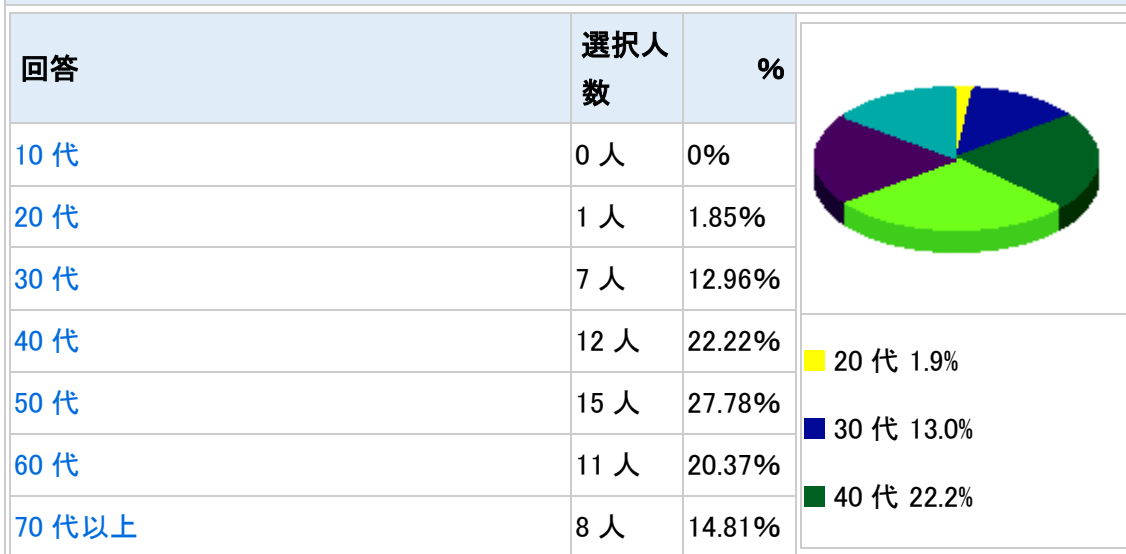 回答 選択人数 %
10 代 0 人 0%
20 代 1 人 1.85%
30 代 7 人 12.96%
40 代 12 人 22.22%
50 代 15 人 27.78%
60 代 11 人 20.37%
70 代以上 8 人 14.81%
20 代 1.9%
30 代 13.0%
40 代 22.2%